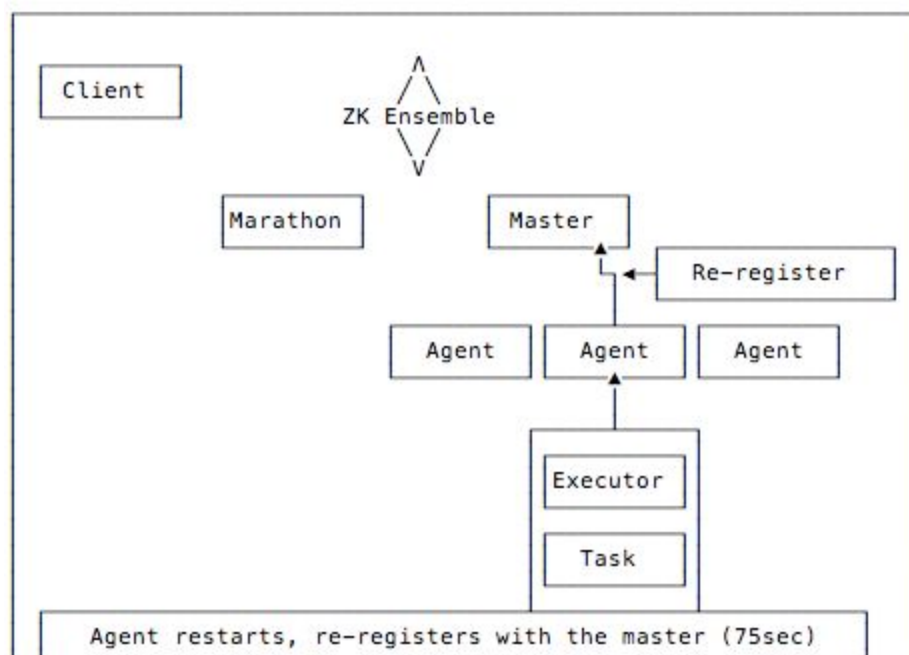 Client
ZK Ensemble
Marathon
Master
Re-register
Agent
Agent
Agent
Executor
Task
Agent restarts, re-registers with the master (75sec)